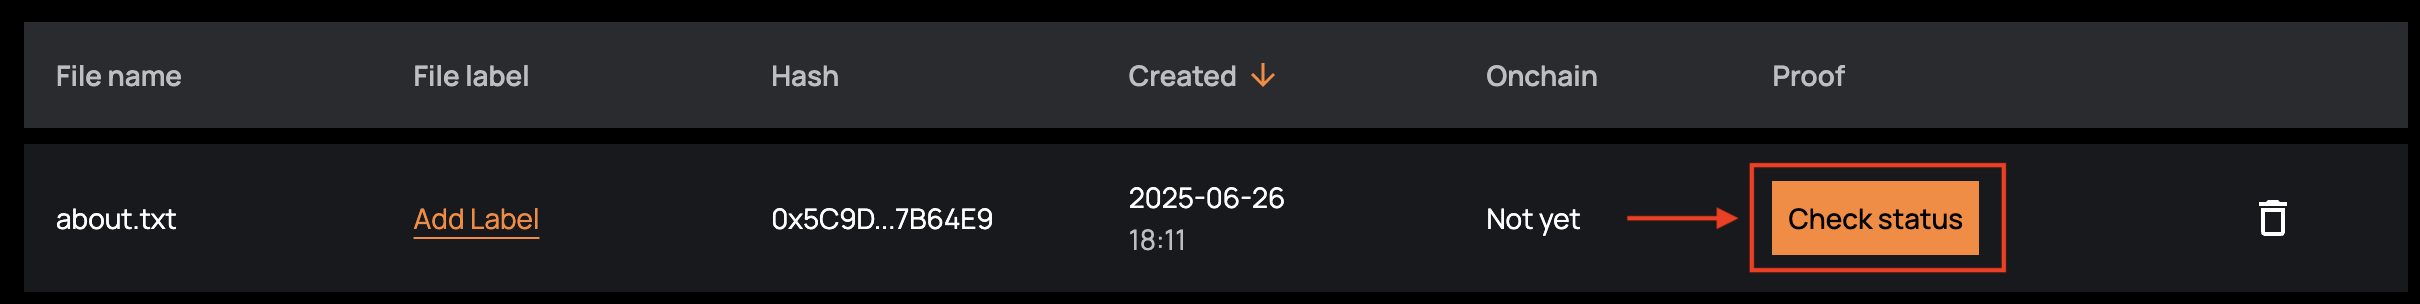 File name File label Hash Created Onchain Proof
about.txt Add Label 0x5C9D...7B64E9 2025-06-26 Not yet Check status
18:11